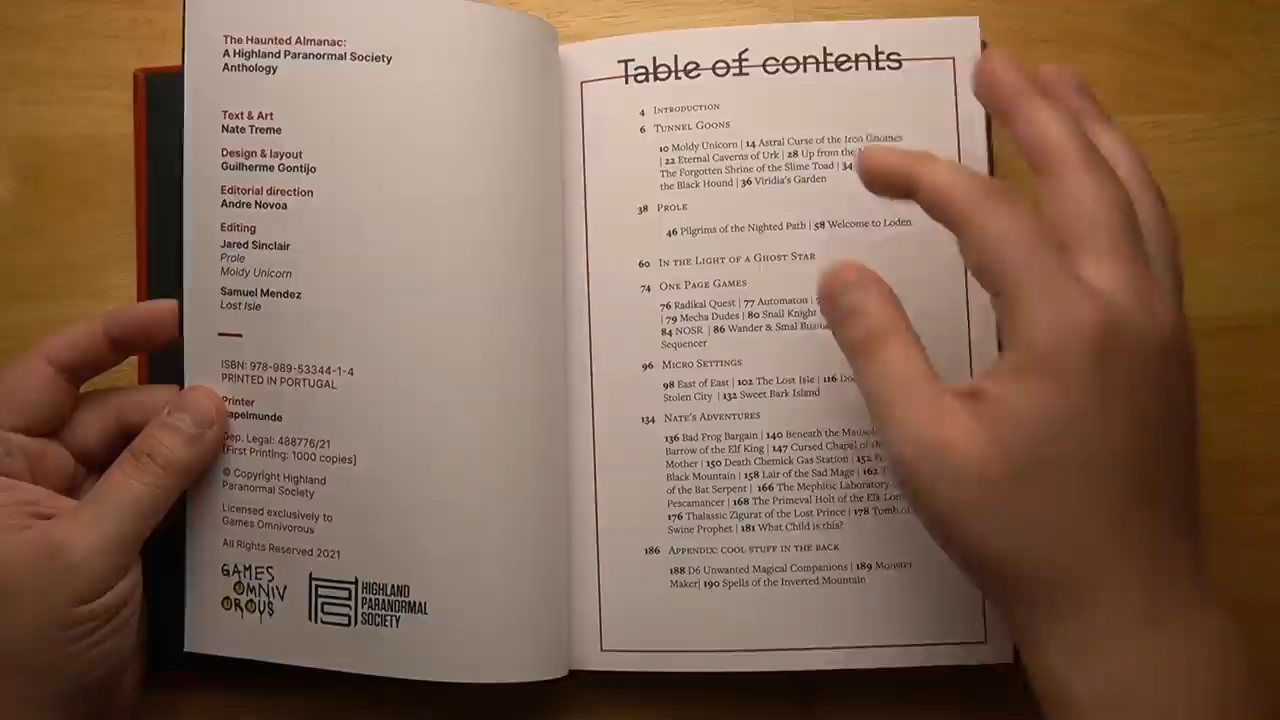 The Haunted Almanac:
A Highland Paranormal Society
Anthology
Text & Art
Nate Treme
Design & layout
Guilherme Gontijo
Editorial direction
Andre Novoa
Editing
Jared Sinclair
Prole
Moldy Unicorn
Samuel Mendez
Lost Isle
ISBN: 978-989-53344-1-4
PRINTED IN PORTUGAL
Printer
apelmunde
Dep. Legal: 488776/21
[First Printing: 1000 copies]
© Copyright Highland
Paranormal Society
Licensed exclusively to
Games Omnivorous
All Rights Reserved 2021
GAMES
OMNIV
OROUS
HPS
HIGHLAND
PARANORMAL
SOCIETY
Table of contents
4 Introduction
6 Tunnel Goons
10 Moldy Unicorn | 14 Astral Curse of the Iron Gnomes
| 22 Eternal Caverns of Urk | 28 Up from the
The Forgotten Shrine of the Slime Toad | 34
the Black Hound | 36 Viridia's Garden
38 Prole
46 Pilgrims of the Nighted Path | 58 Welcome to Loden
60 In the Light of a Ghost Star
74 One Page Games
76 Radikal Quest | 77 Automaton |
| 79 Mecha Dudes | 80 Snail Knight
84 NOSR | 86 Wander & Smal
Sequencer
96 Micro Settings
98 East of East | 102 The Lost Isle | 116
Stolen City | 132 Sweet Bark Island
134 Nate's Adventures
136 Bad Frog Bargain | 140 Beneath the
Barrow of the Elf King | 147 Cursed Chapel of the
Mother | 150 Death Chemick Gas Station | 152
Black Mountain | 158 Lair of the Sad Mage | 162
of the Bat Serpent | 166 The Mephitic Laboratory
Pescamancer | 168 The Primeval Holt of the Elk
176 Thalassic Zigurat of the Lost Prince | 178 Tomb of
Swine Prophet | 181 What Child is this?
186 Appendix: cool stuff in the back
188 D6 Unwanted Magical Companions | 189 Monster
Maker| 190 Spells of the Inverted Mountain